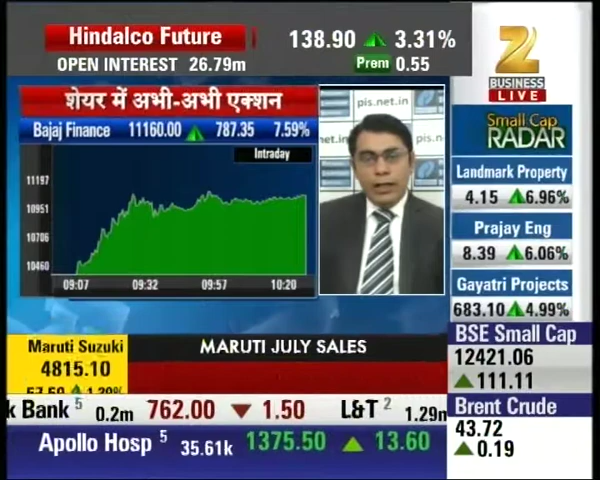 Hindalco Future
138.90 3.31%
OPEN INTEREST 26.79m
Prem 0.55
Z
BUSINESS
LIVE
शेयर में अभी-अभी एक्शन
Bajaj Finance 11160.00 787.35 7.59%
Intraday
11197
10951
10706
10460
09:07 09:32 09:57 10:20
pis.net.in
Small Cap
RADAR
Landmark Property
4.15 6.96%
Prajay Eng
8.39 6.06%
Gayatri Projects
683.10 4.99%
Maruti Suzuki
4815.10
MARUTI JULY SALES
BSE Small Cap
12421.06
111.11
k Bank 5 0.2m 762.00 1.50 L&T 2 1.29m
Brent Crude
43.72
0.19
Apollo Hosp 5 35.61k 1375.50 13.60